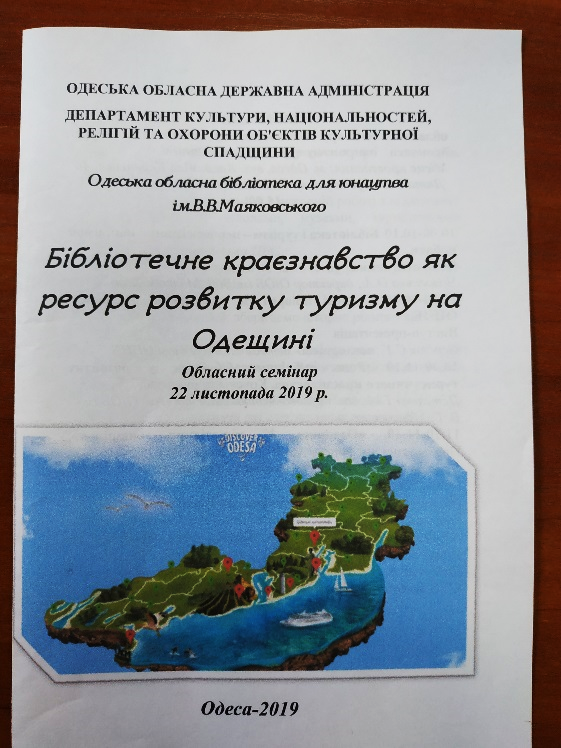 ОДЕСЬКА ОБЛАСНА ДЕРЖАВНА АДМІНІСТРАЦІЯ
ДЕПАРТАМЕНТ КУЛЬТУРИ, НАЦІОНАЛЬНОСТЕЙ,
РЕЛІГІЙ ТА ОХОРОНИ ОБ'ЄКТІВ КУЛЬТУРНОЇ
СПАДЩИНИ
Одеська обласна бібліотека для юнацтва
ім.В.В.Маяковського
Бібліотечне краєзнавство як
ресурс розвитку туризму на
Одещині
Обласний семінар
22 листопада 2019 р.
DISCOVER
ODESA
Одеса-2019